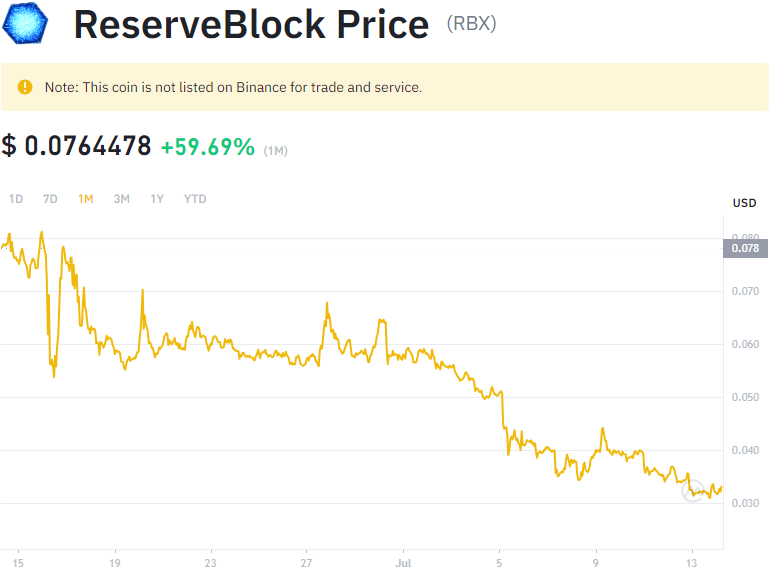 ReserveBlock Price (RBX)
Note: This coin is not listed on Binance for trade and service.
$ 0.0764478 +59.69% (1M)
1D 7D 1M 3M 1Y YTD
USD
0.080
0.078
0.070
0.060
0.050
0.040
0.030
15 19 23 27 Jul 5 9 13